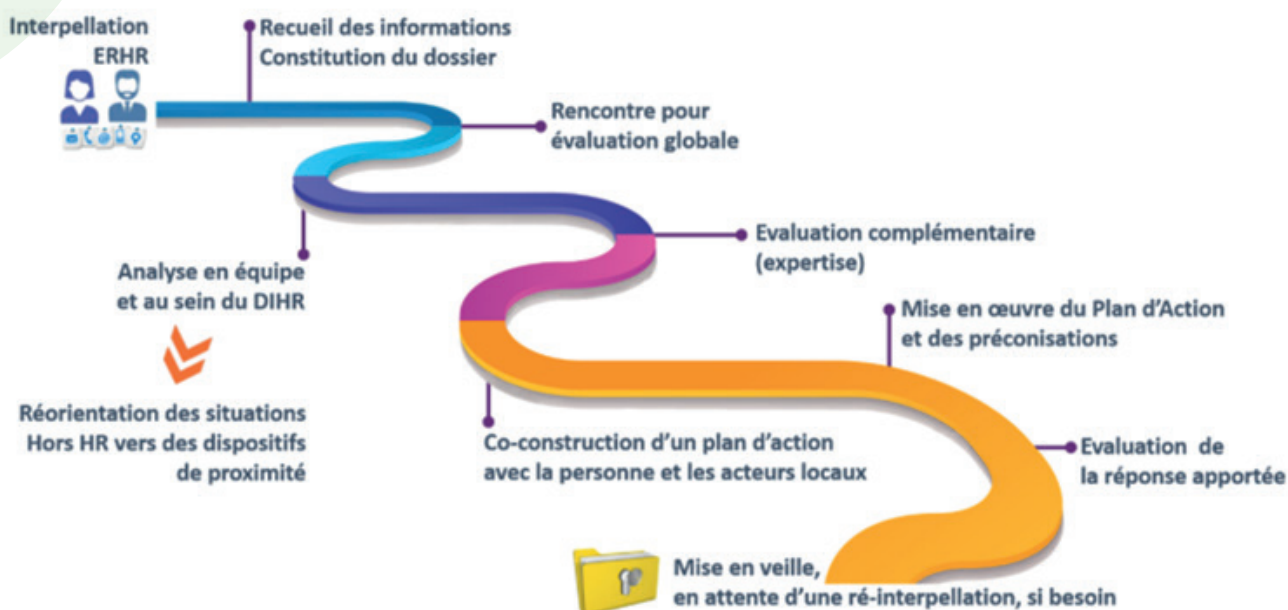 Interpellation
ERHR
Recueil des informations
Constitution du dossier
Rencontre pour
évaluation globale
Analyse en équipe
et au sein du DIHR
Réorientation des situations
Hors HR vers des dispositifs
de proximité
Evaluation complémentaire
(expertise)
Co-construction d’un plan d’action
avec la personne et les acteurs locaux
Mise en œuvre du Plan d’Action
et des préconisations
Evaluation de
la réponse apportée
Mise en veille,
en attente d’une ré-interpellation, si besoin